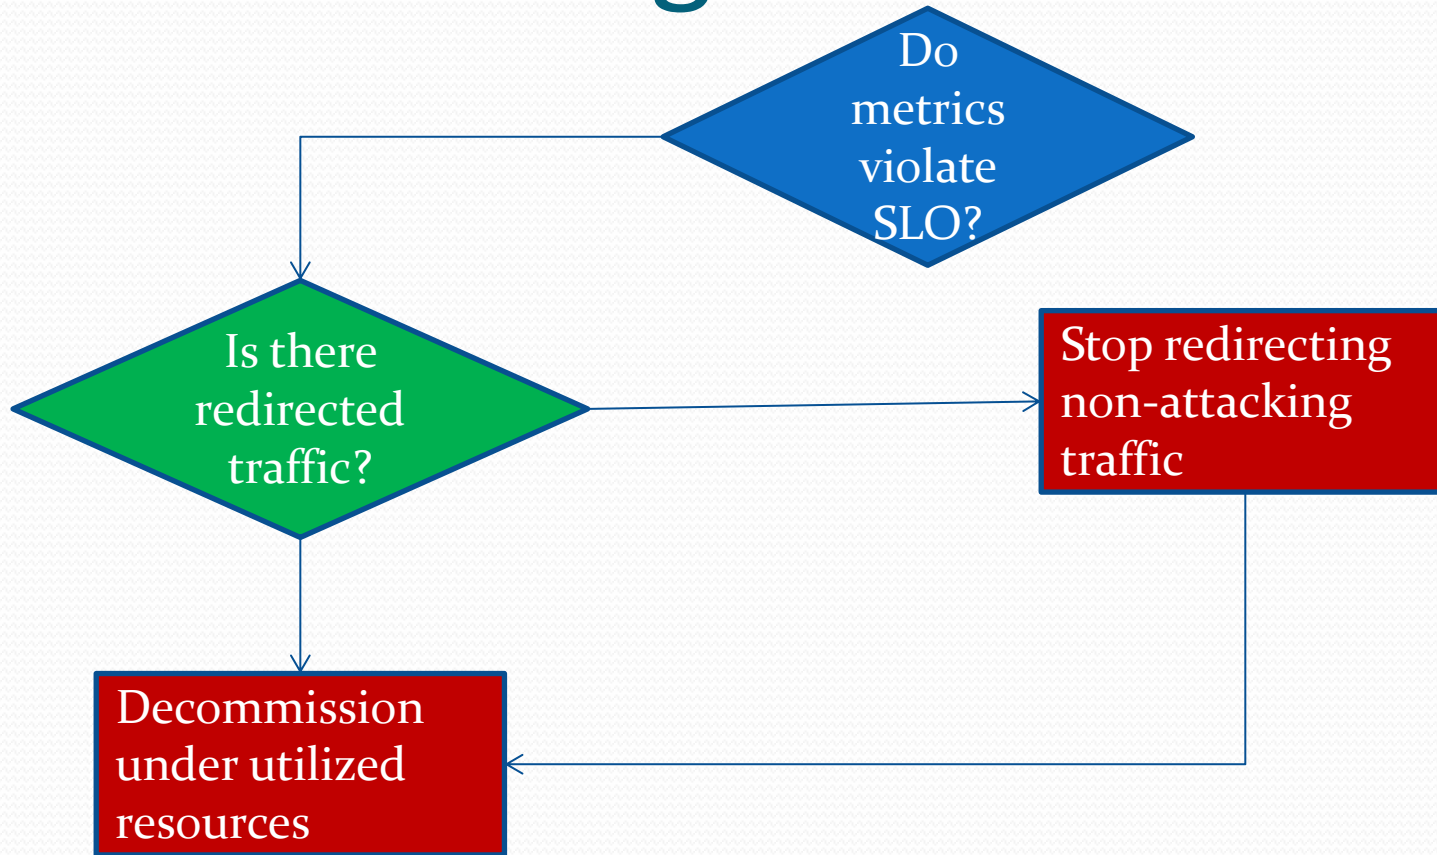 Do
metrics
violate
SLO?
Is there
redirected
traffic?
Stop redirecting
non-attacking
traffic
Decommission
under utilized
resources